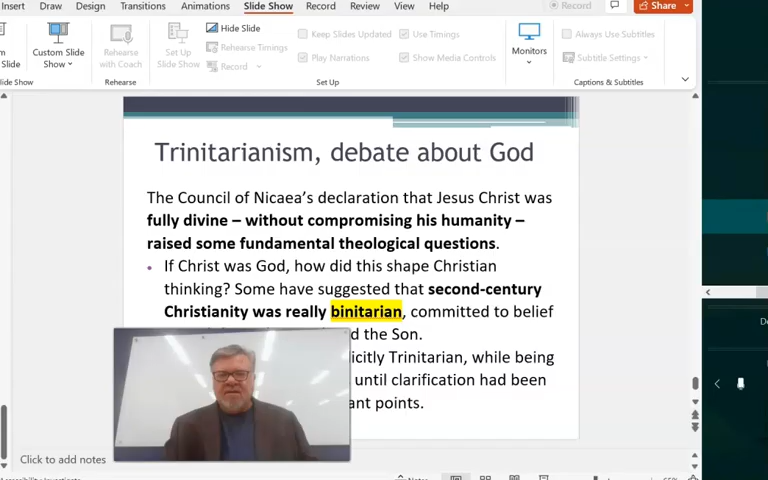 Insert Draw Design Transitions Animations Slide Show Record Review View Help
Record
Share
Slide
Custom Slide
Show
Rehearse
with Coach
Set Up
Slide Show
Hide Slide
Rehearse Timings
Record
Keep Slides Updated
Play Narrations
Use Timings
Show Media Controls
Monitors
Always Use Subtitles
Subtitle Settings
Slide Show
Rehearse
Set Up
Captions & Subtitles
Trinitarianism, debate about God
The Council of Nicaea's declaration that Jesus Christ was
fully divine – without compromising his humanity –
raised some fundamental theological questions.
• If Christ was God, how did this shape Christian
thinking? Some have suggested that second-century
Christianity was really binitarian, committed to belief
d the Son.
icitly Trinitarian, while being
until clarification had been
ant points.
Click to add notes